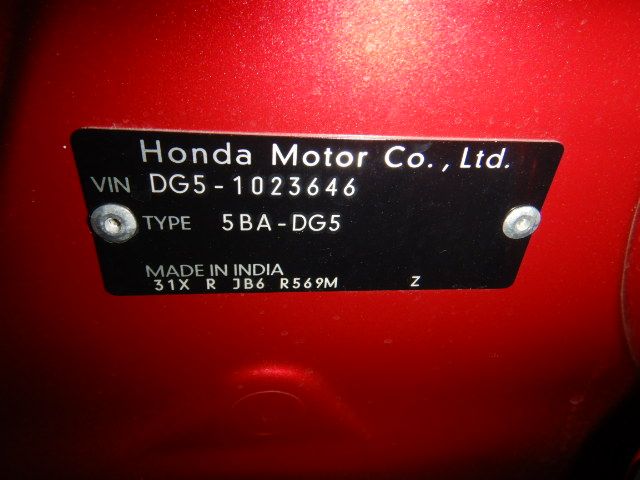 Honda Motor Co., Ltd.
VIN DG5-1023646
TYPE 5BA-DG5
MADE IN INDIA
31X R JB6 R569M Z